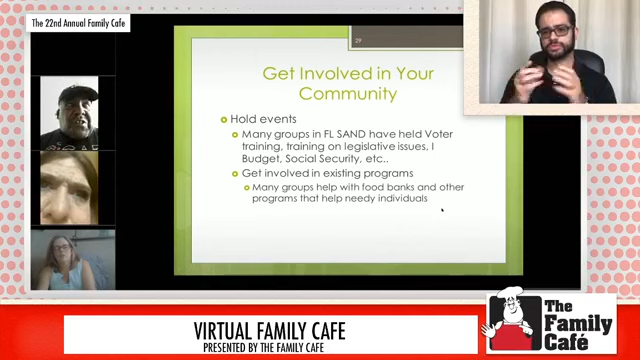 The 22nd Annual Family Cafe
29
Get Involved in Your
Community
Hold events
Many groups in FL SAND have held Voter
training, training on legislative issues, I
Budget, Social Security, etc..
Get involved in existing programs
Many groups help with food banks and other
programs that help needy individuals
VIRTUAL FAMILY CAFE
PRESENTED BY THE FAMILY CAFE
The
Family
Café